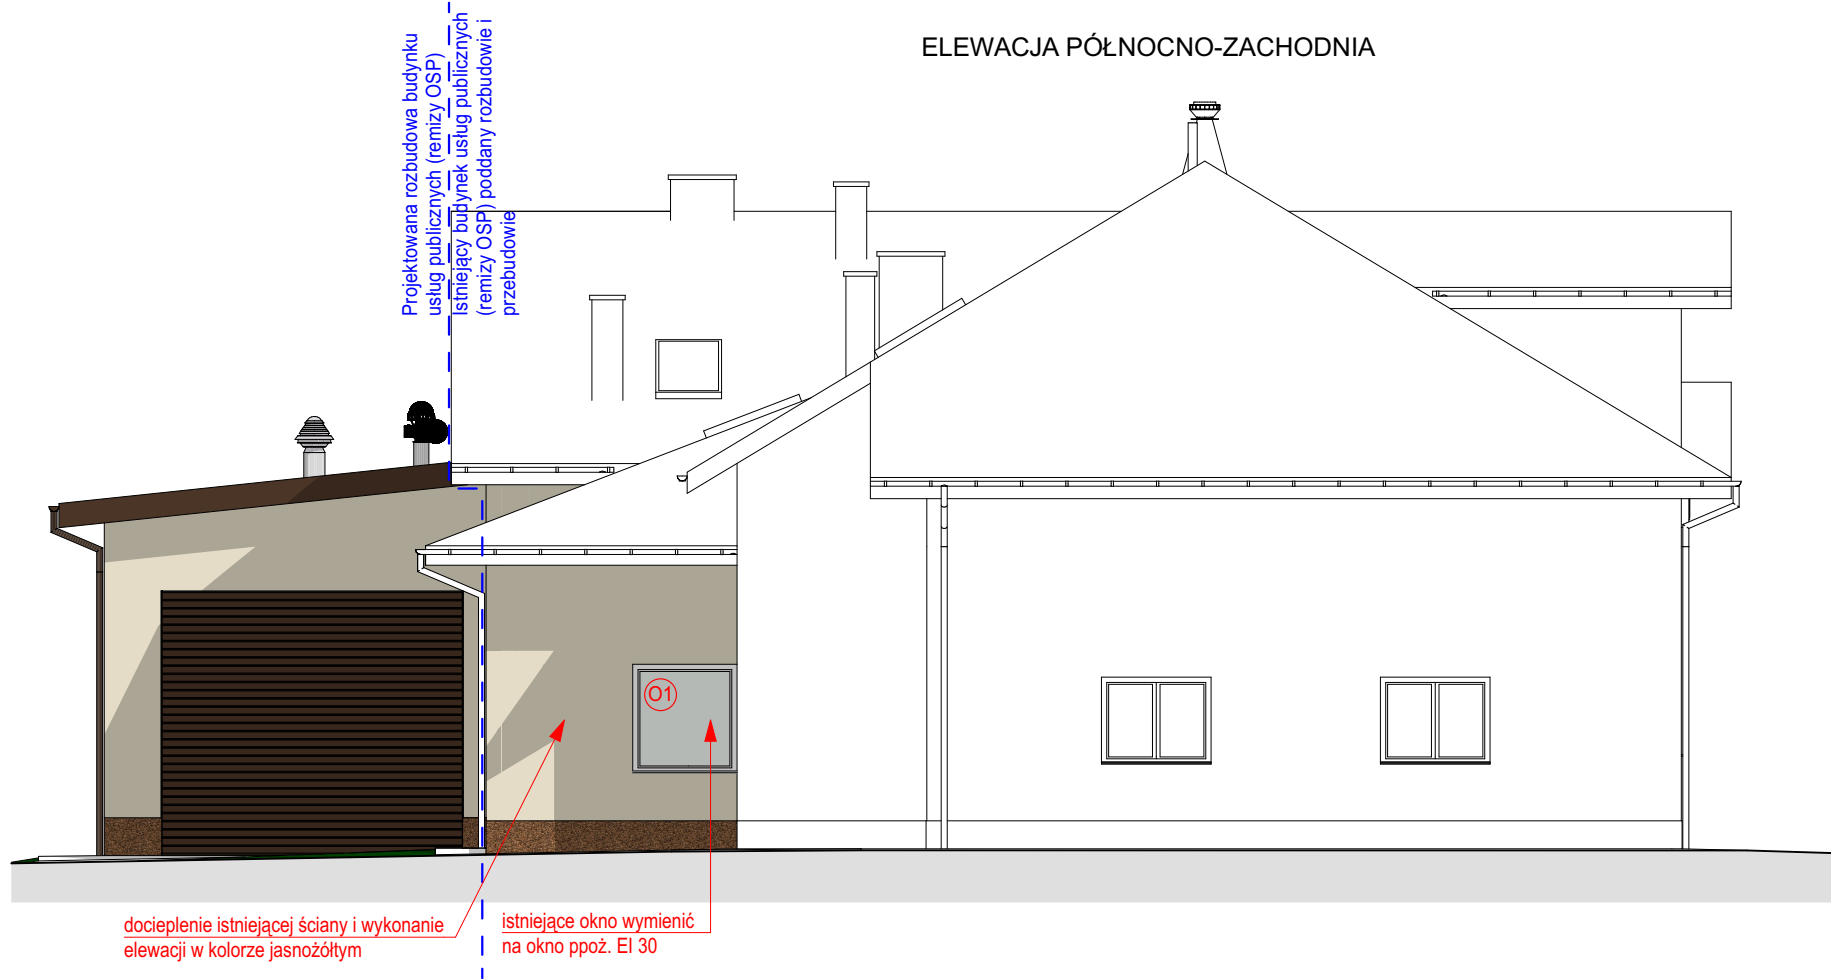 ELEWACJA PÓŁNOCNO-ZACHODNIA
Projektowana rozbudowa budynku
usług publicznych (remizy OSP)
Istniejący budynek usług publicznych
(remizy OSP) poddany rozbudowie i
przebudowie
O1
docieplenie istniejącej ściany i wykonanie
elewacji w kolorze jasnożółtym
istniejące okno wymienić
na okno ppoż. EI 30